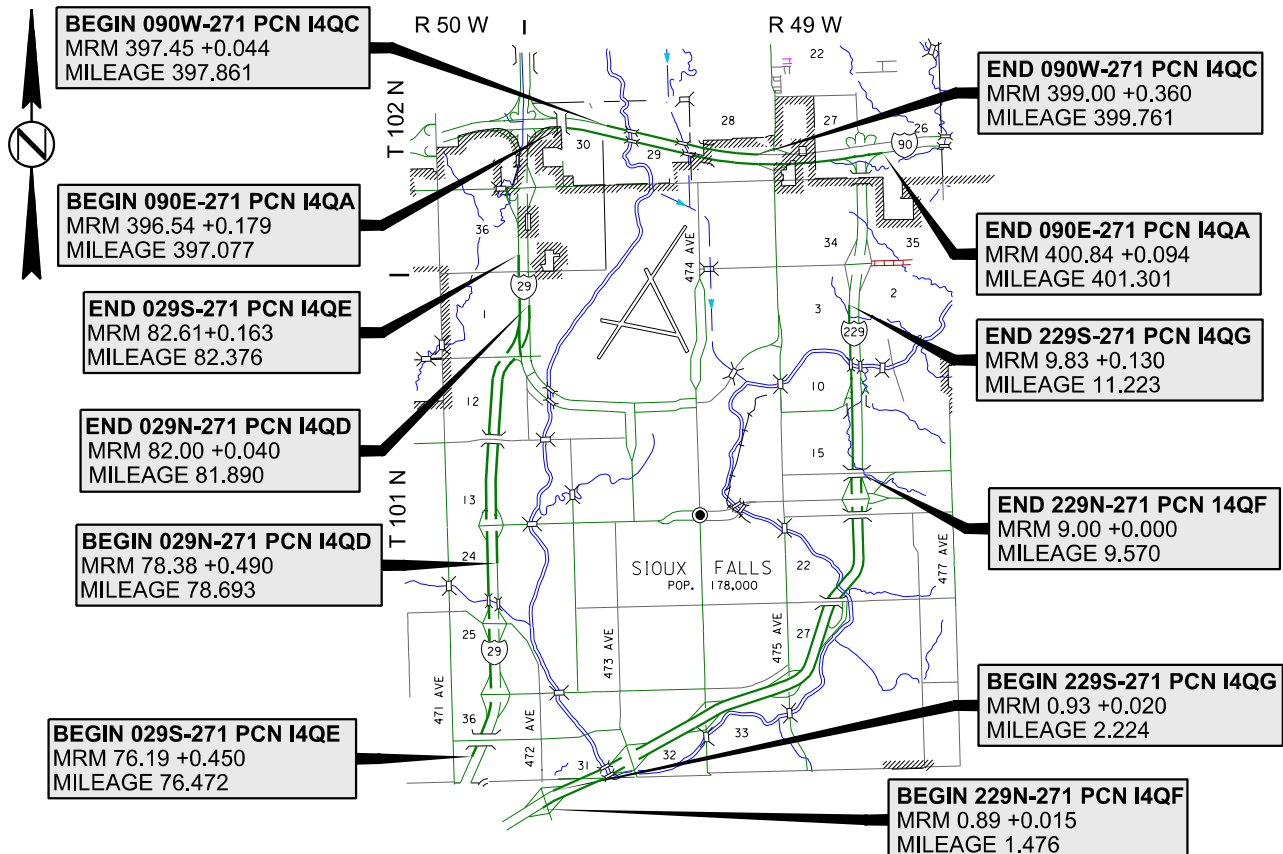 BEGIN 090W-271 PCN I4QC
MRM 397.45 +0.044
MILEAGE 397.861
R 50 W
R 49 W
END 090W-271 PCN I4QC
MRM 399.00 +0.360
MILEAGE 399.761
N
T 102 N
22
28
27
26
90
30
29
BEGIN 090E-271 PCN I4QA
MRM 396.54 +0.179
MILEAGE 397.077
END 090E-271 PCN I4QA
MRM 400.84 +0.094
MILEAGE 401.301
36
474 AVE
34
35
END 029S-271 PCN I4QE
MRM 82.61+0.163
MILEAGE 82.376
29
1
3
2
229
END 229S-271 PCN I4QG
MRM 9.83 +0.130
MILEAGE 11.223
12
10
END 029N-271 PCN I4QD
MRM 82.00 +0.040
MILEAGE 81.890
T 101 N
15
13
END 229N-271 PCN 14QF
MRM 9.00 +0.000
MILEAGE 9.570
BEGIN 029N-271 PCN I4QD
MRM 78.38 +0.490
MILEAGE 78.693
24
SIOUX FALLS
POP. 178,000
22
477 AVE
25
29
473 AVE
475 AVE
27
471 AVE
36
472 AVE
BEGIN 229S-271 PCN I4QG
MRM 0.93 +0.020
MILEAGE 2.224
BEGIN 029S-271 PCN I4QE
MRM 76.19 +0.450
MILEAGE 76.472
31
32
33
BEGIN 229N-271 PCN I4QF
MRM 0.89 +0.015
MILEAGE 1.476